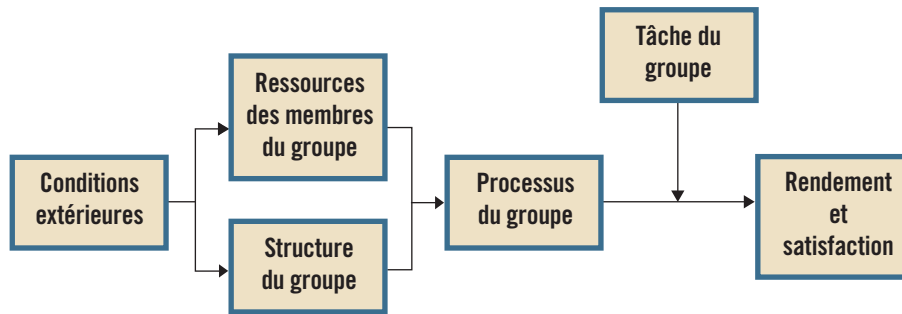 Conditions
extérieures
Ressources
des membres
du groupe
Structure
du groupe
Processus
du groupe
Tâche du
groupe
Rendement
et
satisfaction